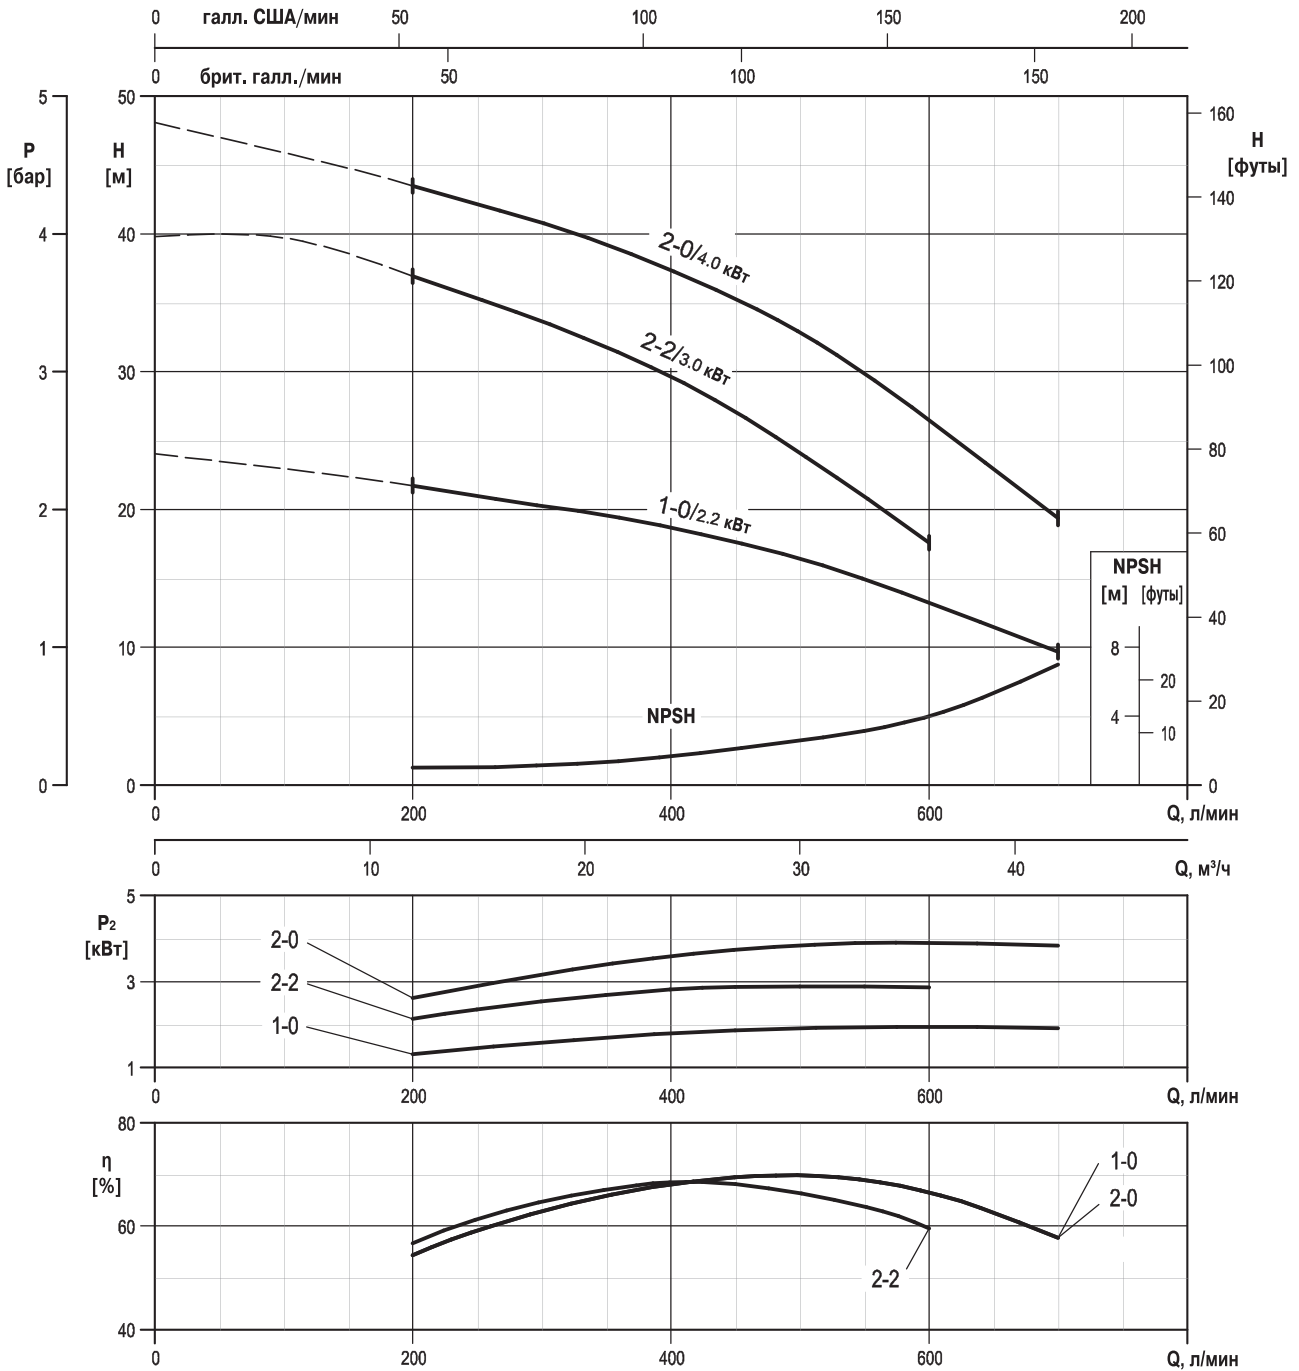 0 галл. США/мин 50 100 150 200
0 брит. галл./мин 50 100 150
5 50 160
P H H
[бар] [м] [футы]
140
4 40 2-0/4.0 кВт
120
2-2/3.0 кВт
3 30 100
80
2 20 1-0/2.2 кВт
60
NPSH
[м] [футы]
40
1 10 8
20
20
NPSH 4
10
0 0 0
0 200 400 600 Q, л/мин
0 10 20 30 40 Q, м³/ч
5
P₂
[кВт] 2-0
3
2-2
1-0
1
0 200 400 600 Q, л/мин
80
η 1-0
[%]
2-0
60
2-2
40
0 200 400 600 Q, л/мин